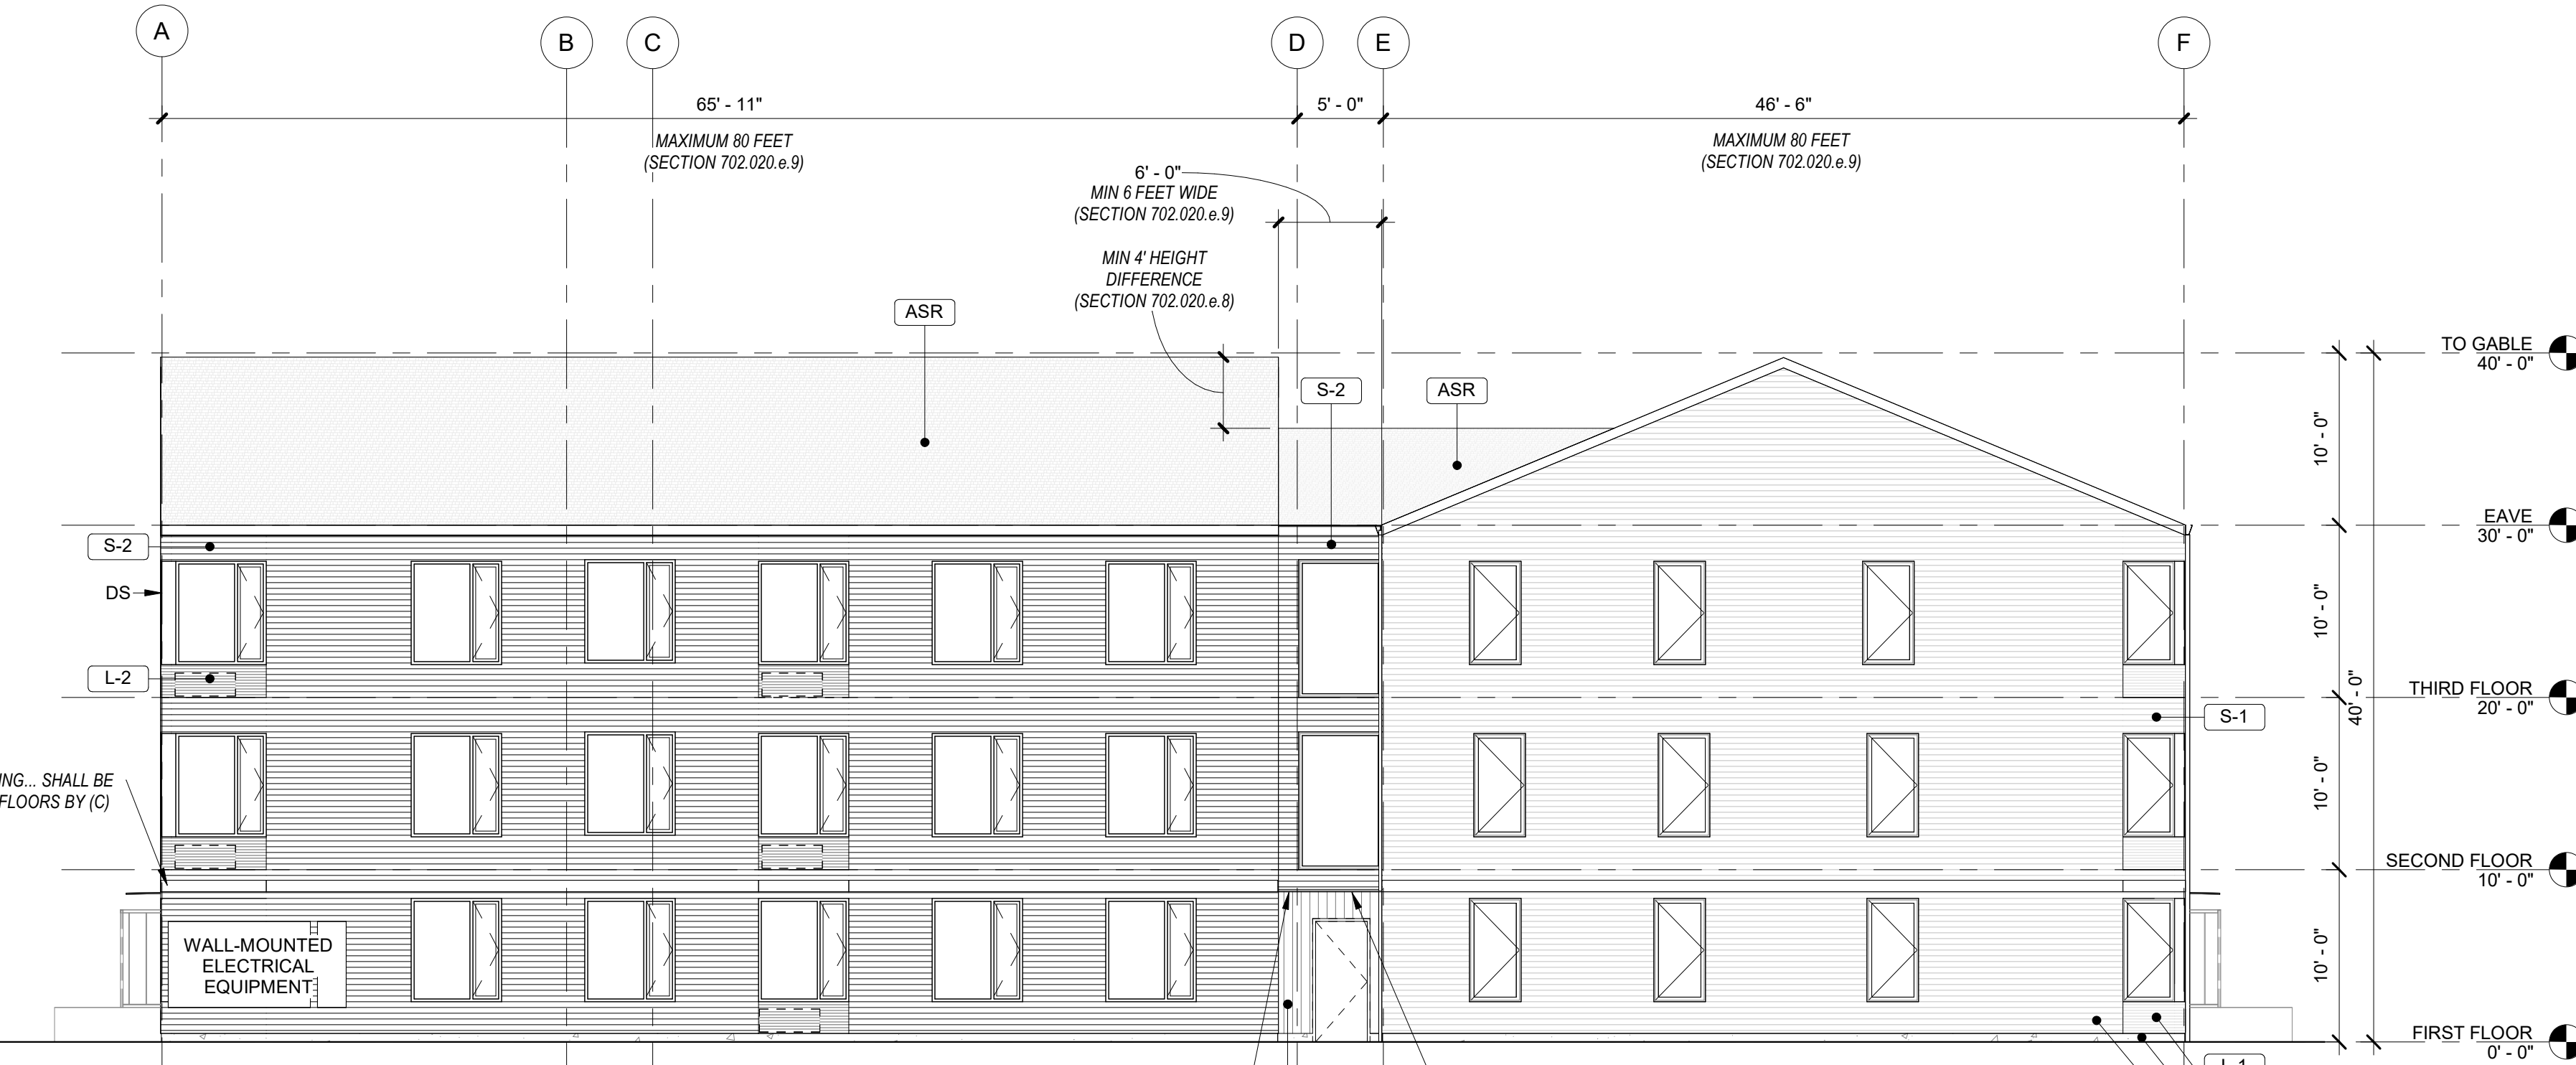 A
B
C
D
E
F
65' - 11"
5' - 0"
46' - 6"
MAXIMUM 80 FEET
(SECTION 702.020.e.9)
MAXIMUM 80 FEET
(SECTION 702.020.e.9)
6' - 0"
MIN 6 FEET WIDE
(SECTION 702.020.e.9)
MIN 4' HEIGHT
DIFFERENCE
(SECTION 702.020.e.8)
ASR
S-2
ASR
TO GABLE
40' - 0"
10' - 0"
S-2
EAVE
30' - 0"
DS
10' - 0"
L-2
THIRD FLOOR
20' - 0"
40' - 0"
S-1
ING... SHALL BE
FLOORS BY (C)
10' - 0"
SECOND FLOOR
10' - 0"
WALL-MOUNTED
ELECTRICAL
EQUIPMENT
10' - 0"
FIRST FLOOR
0' - 0"